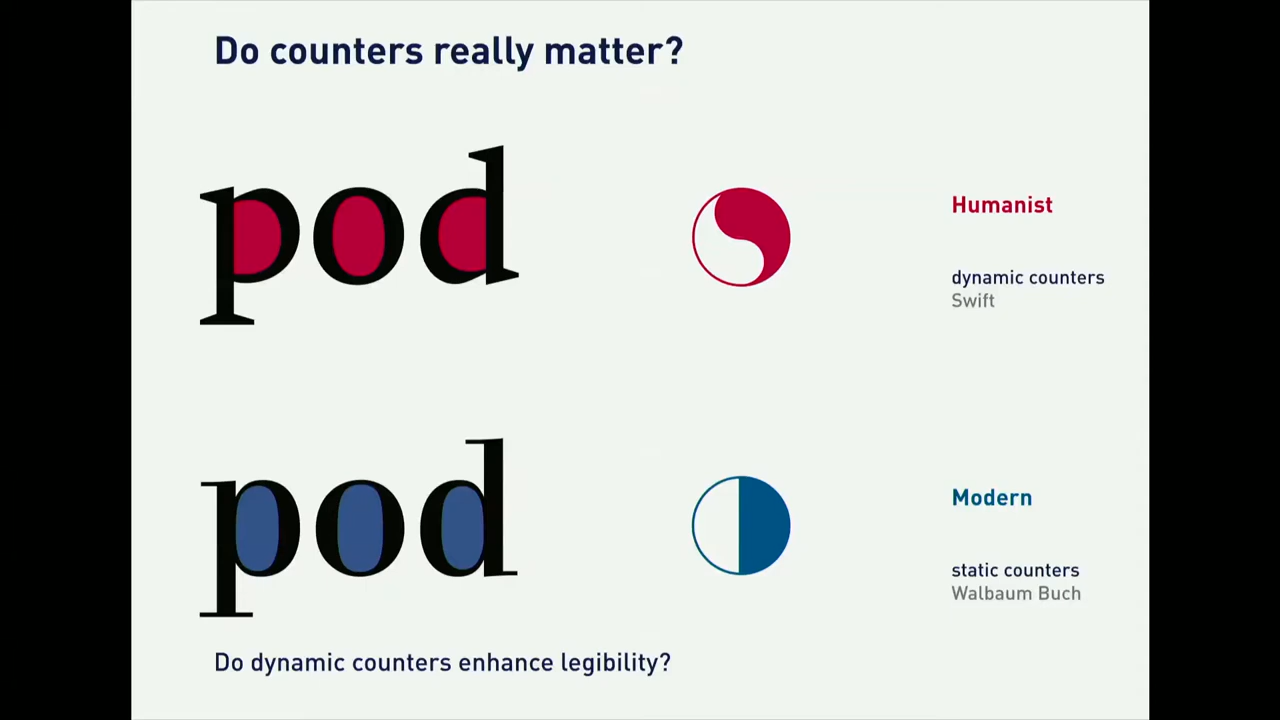 Do counters really matter?
pod
Humanist
dynamic counters
Swift
pod
Modern
static counters
Walbaum Buch
Do dynamic counters enhance legibility?